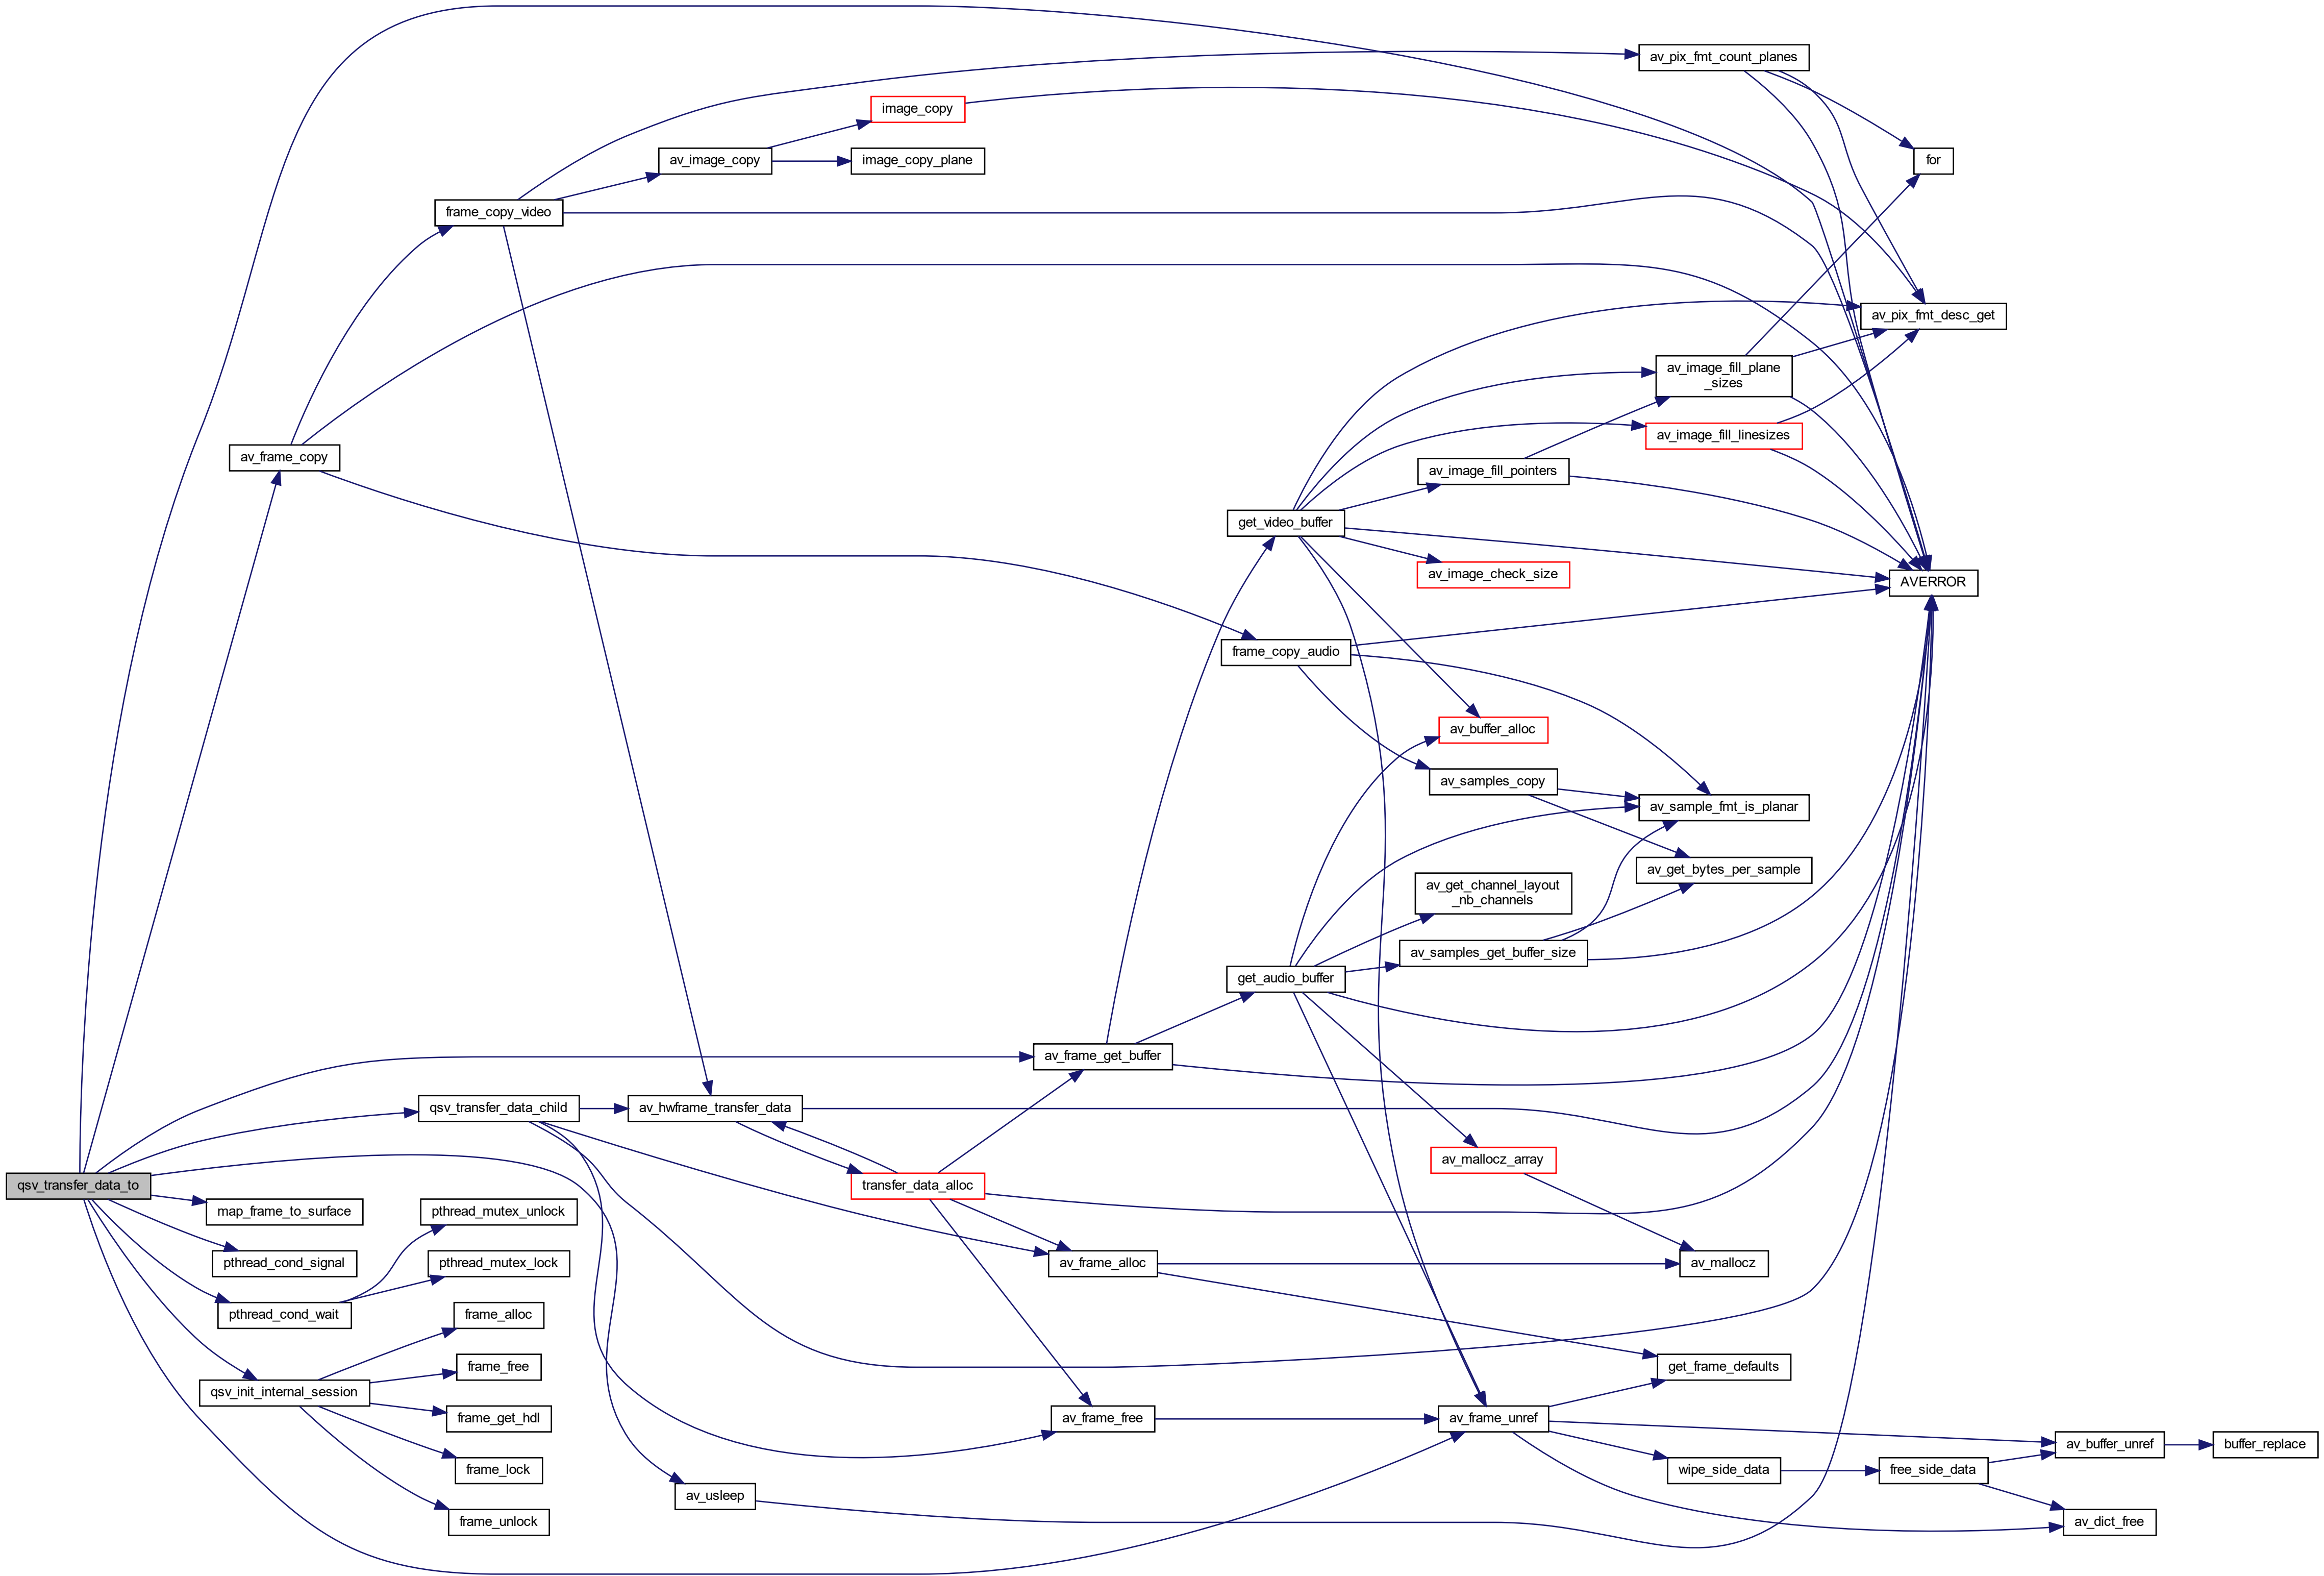 av_pix_fmt_count_planes
image_copy
av_image_copy
image_copy_plane
for
frame_copy_video
av_pix_fmt_desc_get
av_image_fill_plane
_sizes
av_image_fill_linesizes
av_frame_copy
av_image_fill_pointers
get_video_buffer
av_image_check_size
AVERROR
frame_copy_audio
av_buffer_alloc
av_samples_copy
av_sample_fmt_is_planar
av_get_bytes_per_sample
av_get_channel_layout
_nb_channels
av_samples_get_buffer_size
get_audio_buffer
av_frame_get_buffer
qsv_transfer_data_child
av_hwframe_transfer_data
av_mallocz_array
qsv_transfer_data_to
transfer_data_alloc
map_frame_to_surface
pthread_mutex_unlock
pthread_cond_signal
pthread_mutex_lock
av_frame_alloc
av_mallocz
pthread_cond_wait
frame_alloc
frame_free
get_frame_defaults
qsv_init_internal_session
frame_get_hdl
av_frame_free
av_frame_unref
av_buffer_unref
buffer_replace
frame_lock
wipe_side_data
free_side_data
av_usleep
frame_unlock
av_dict_free